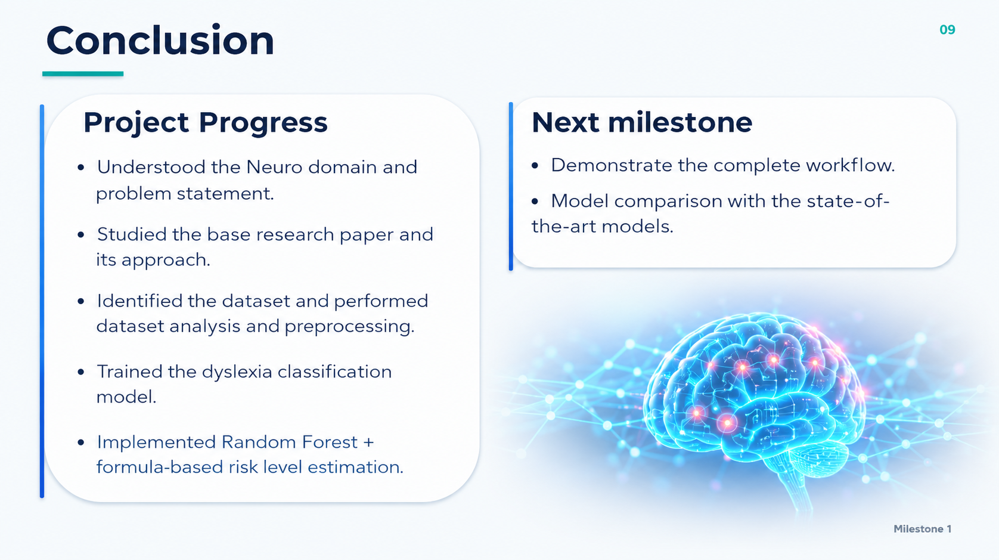 Conclusion
09
Project Progress
• Understood the Neuro domain and
problem statement.
• Studied the base research paper and
its approach.
• Identified the dataset and performed
dataset analysis and preprocessing.
• Trained the dyslexia classification
model.
• Implemented Random Forest +
formula-based risk level estimation.
Next milestone
• Demonstrate the complete workflow.
• Model comparison with the state-of-
the-art models.
Milestone 1